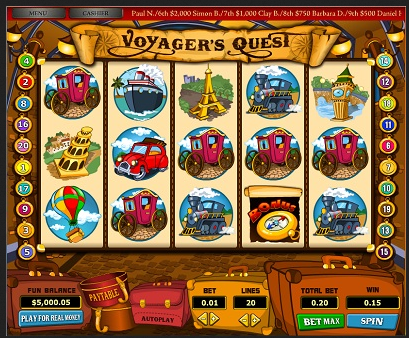 MENU
CASHIER
Paul N./6th $2,000 Simon B./7th $1,000 Clay B./8th $750 Barbara D./9th $500 Daniel
VOYAGER'S QUEST
4
2
8
16
20
1
17
9
3
5
14
12
18
11
6
7
10
19
13
15
Bonus
FUN BALANCE
$5,000.05
PLAY FOR REAL MONEY
PAYTABLE
AUTOPLAY
BET
0.01
LINES
20
TOTAL BET
0.20
BET MAX
WIN
0.15
SPIN